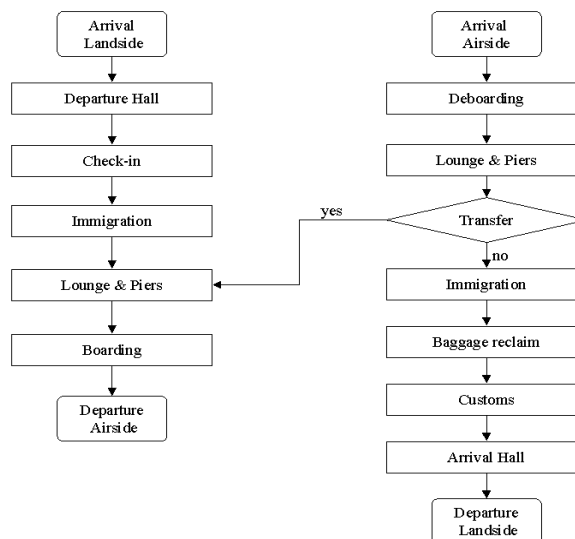 Arrival
Landside
Departure Hall
Check-in
Immigration
Lounge & Piers
Boarding
Departure
Airside
Arrival
Airside
Deboarding
Lounge & Piers
Transfer
yes
no
Immigration
Baggage reclaim
Customs
Arrival Hall
Departure
Landside